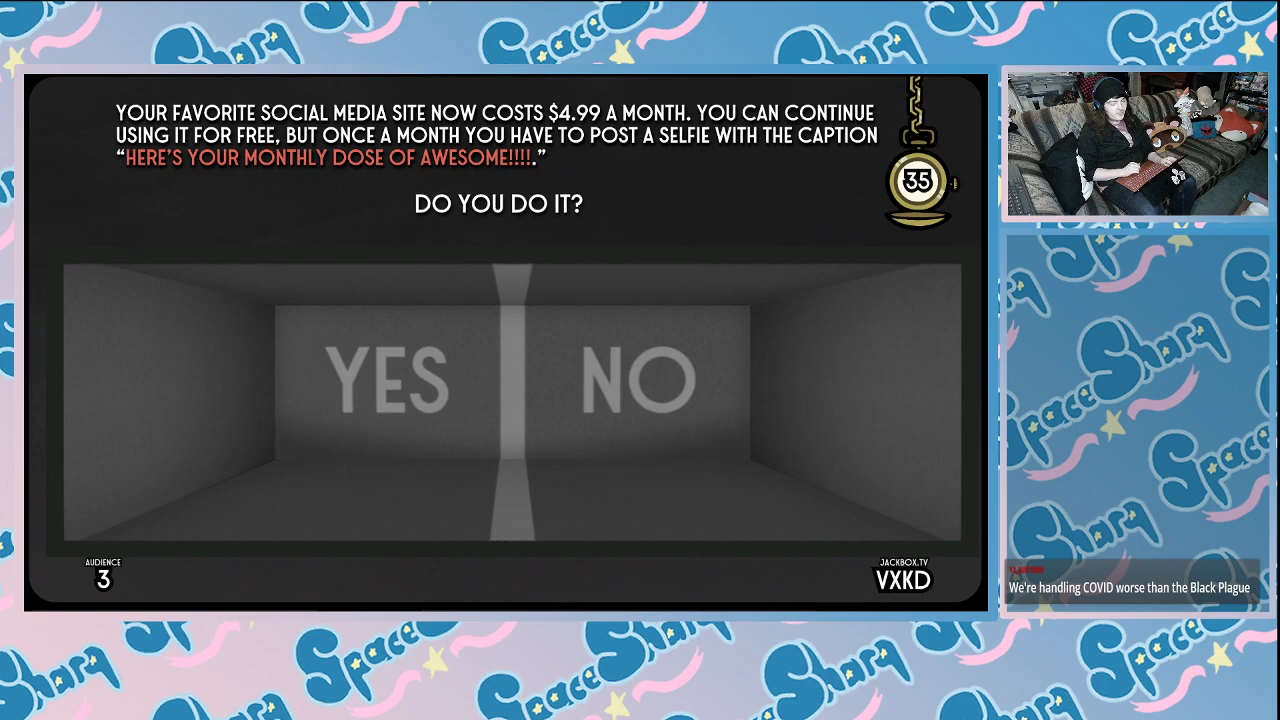 YOUR FAVORITE SOCIAL MEDIA SITE NOW COSTS $4.99 A MONTH. YOU CAN CONTINUE
USING IT FOR FREE, BUT ONCE A MONTH YOU HAVE TO POST A SELFIE WITH THE CAPTION
“HERE'S YOUR MONTHLY DOSE OF AWESOME!!!!.”
35
DO YOU DO IT?
YES NO
AUDIENCE
3
JACKBOX.TV
VXKD
We're handling COVID worse than the Black Plague
Space Sharq